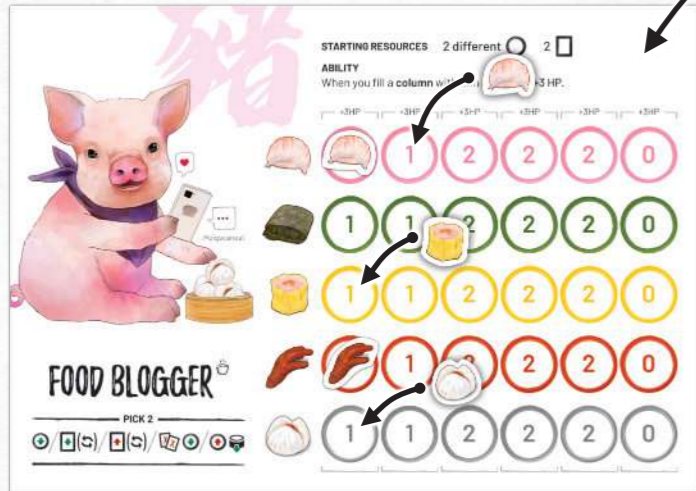 豬
STARTING RESOURCES 2 different 2
ABILITY
When you fill a column with +3 HP.
+3HP +3HP +3HP +3HP +3HP +3HP
1 2 2 2 0
1 1 2 2 2 0
1 1 2 2 2 0
1 2 2 2 0
1 1 2 2 2 0
FOOD BLOGGER
PICK 2